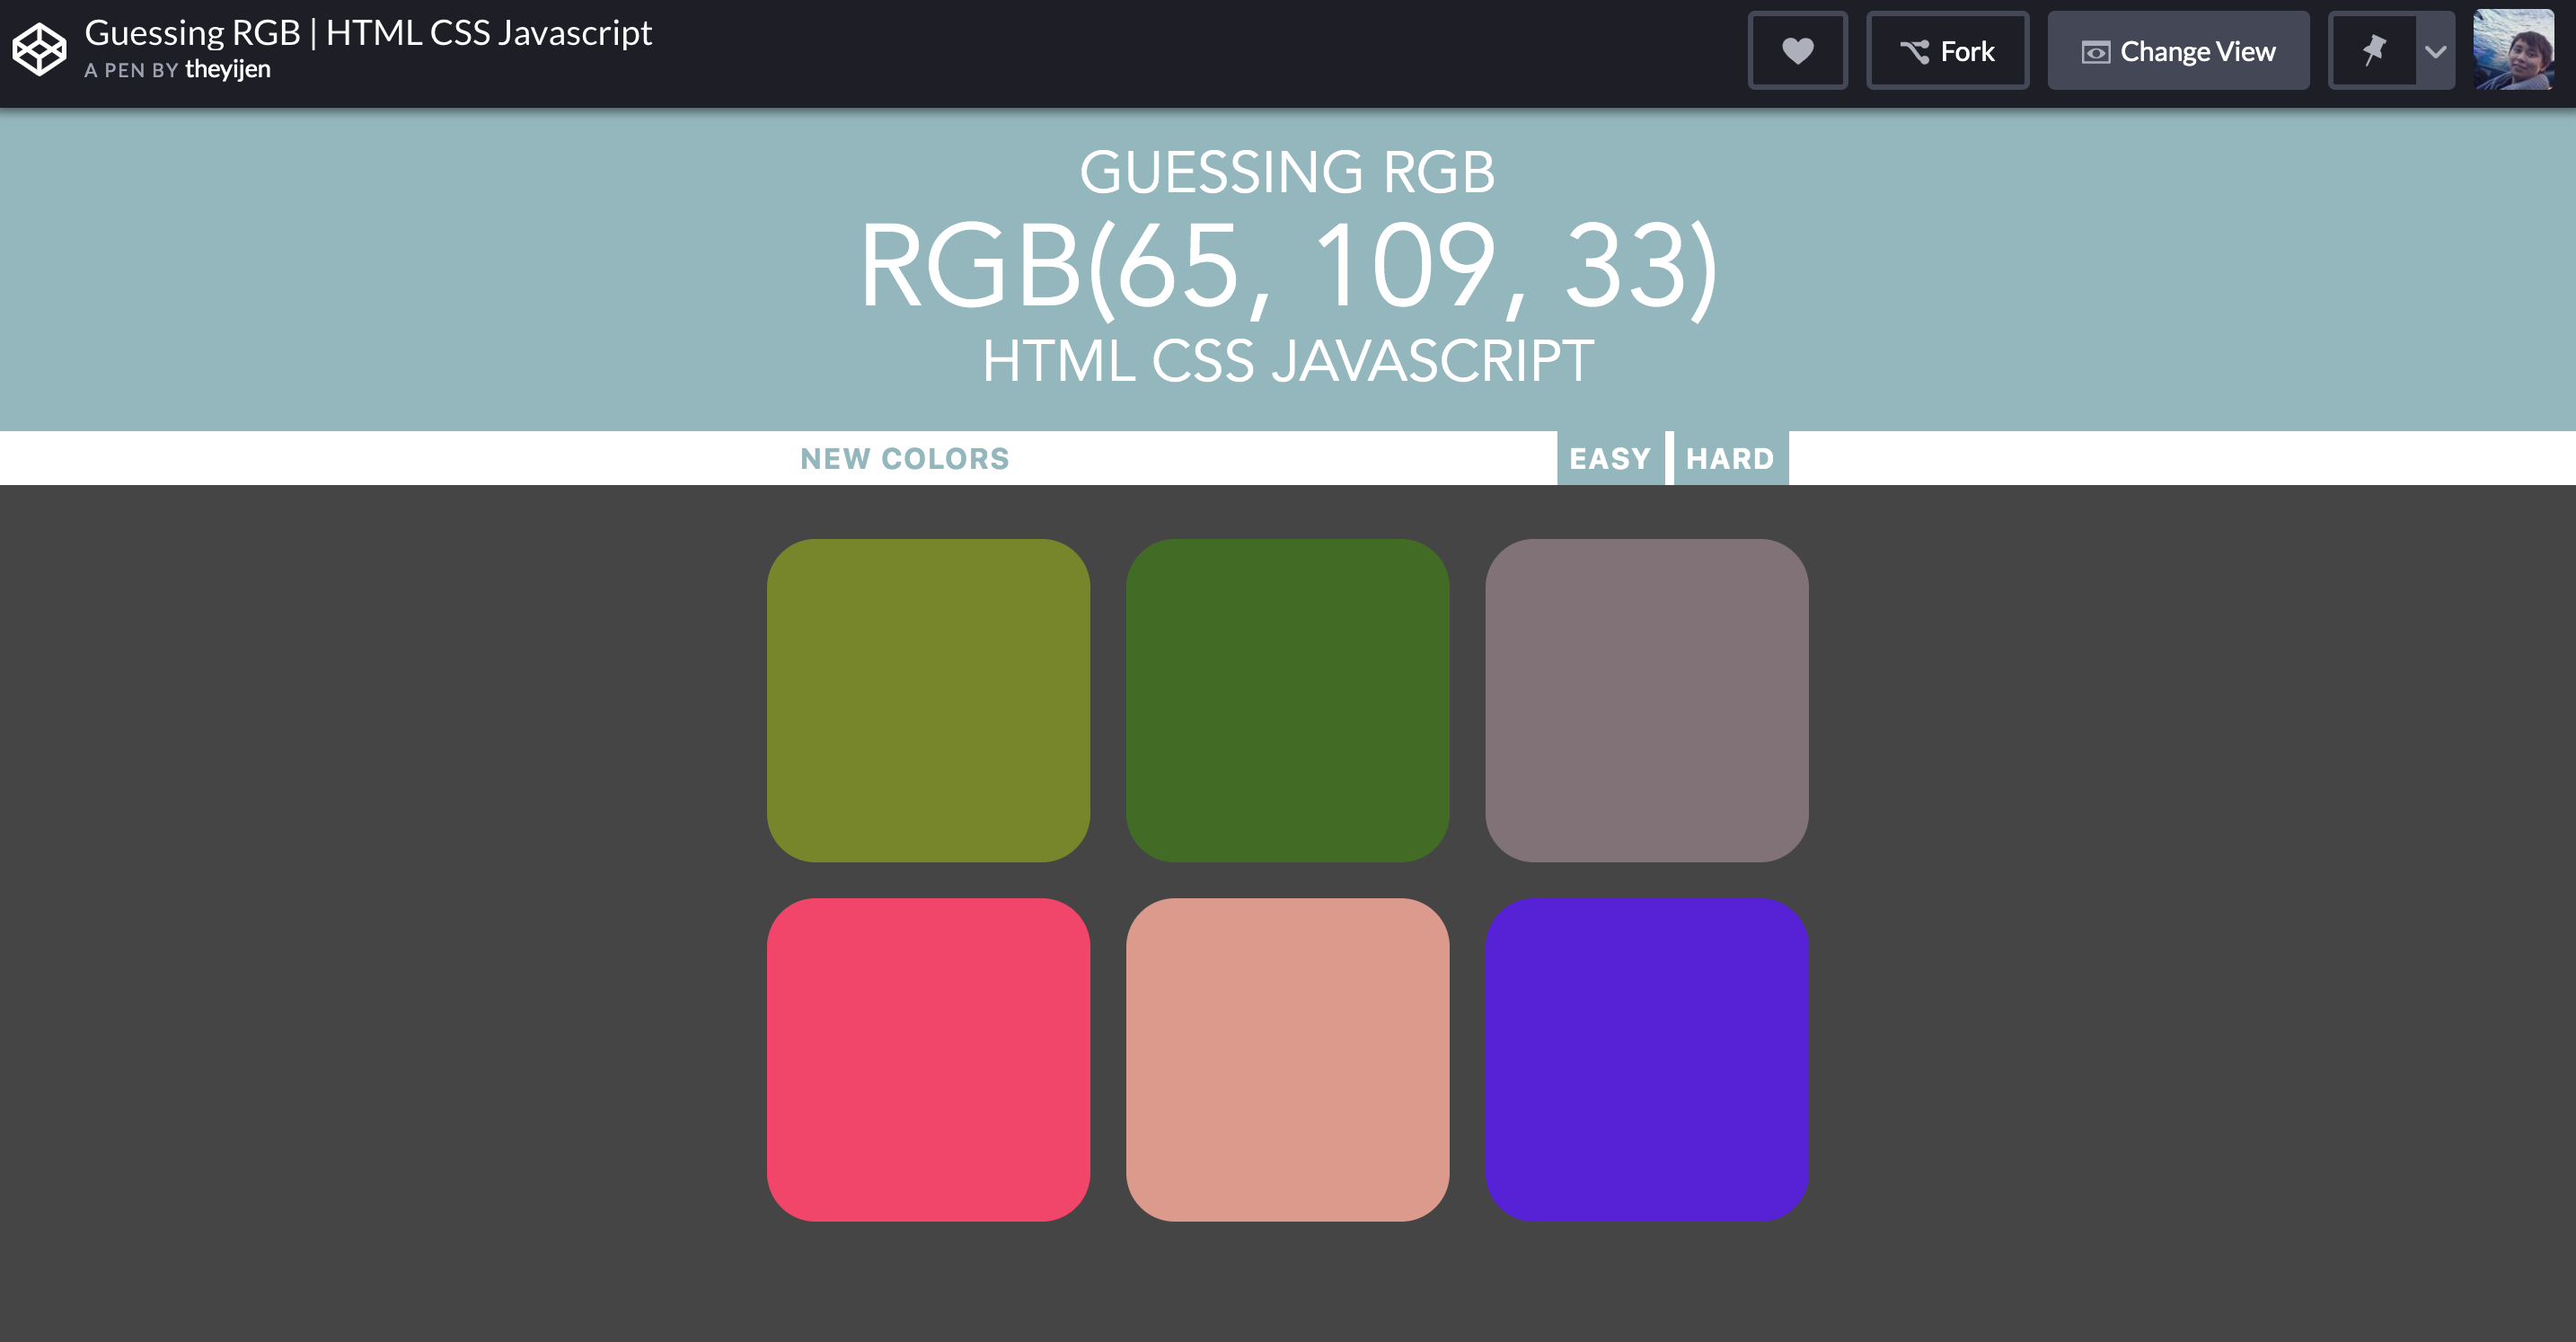 Guessing RGB | HTML CSS Javascript
A PEN BY theyijen
Fork
Change View
GUESSING RGB
RGB(65, 109, 33)
HTML CSS JAVASCRIPT
NEW COLORS
EASY
HARD